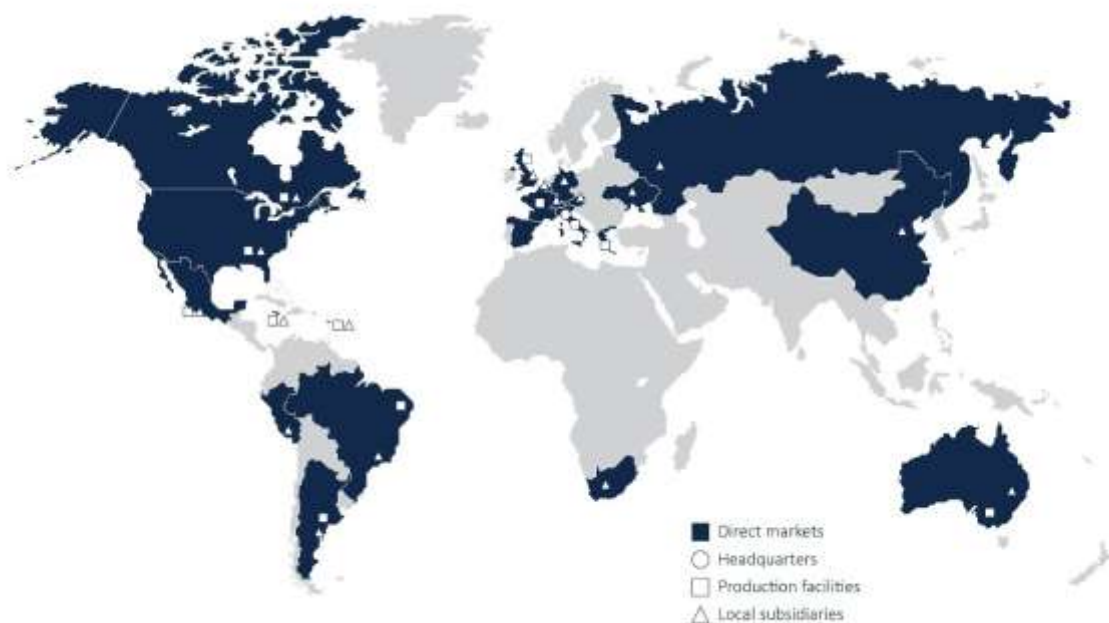 Direct markets
Headquarters
Production facilities
Local subsidiaries